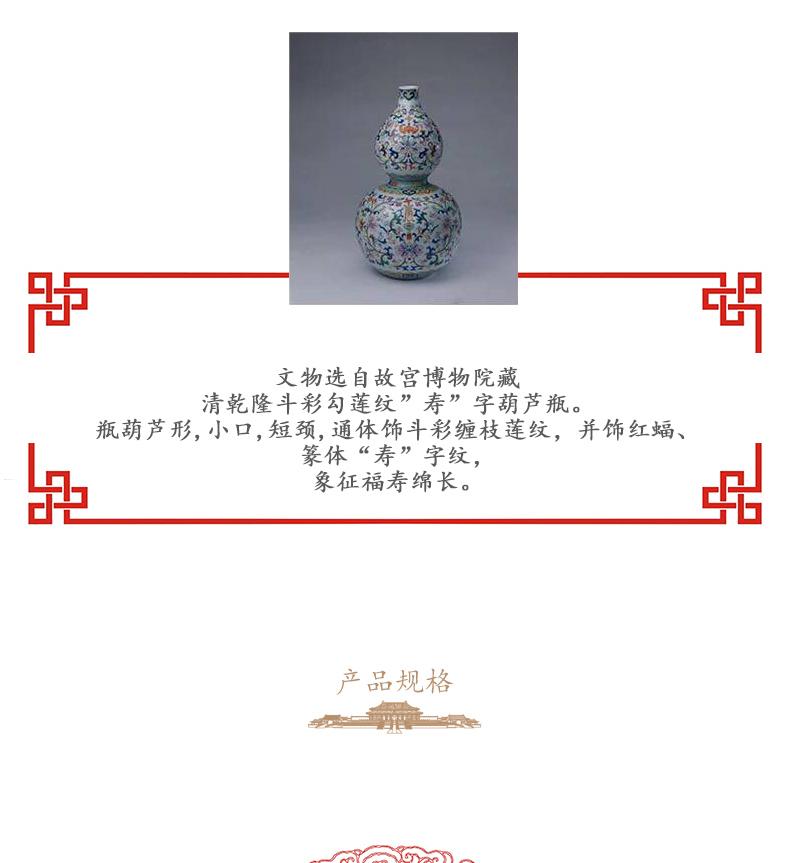 文物选自故宫博物院藏
清乾隆斗彩勾莲纹”寿”字葫芦瓶。
瓶葫芦形,小口,短颈,通体饰斗彩缠枝莲纹，并饰红蝠、
篆体“寿”字纹，
象征福寿绵长。
产品规格